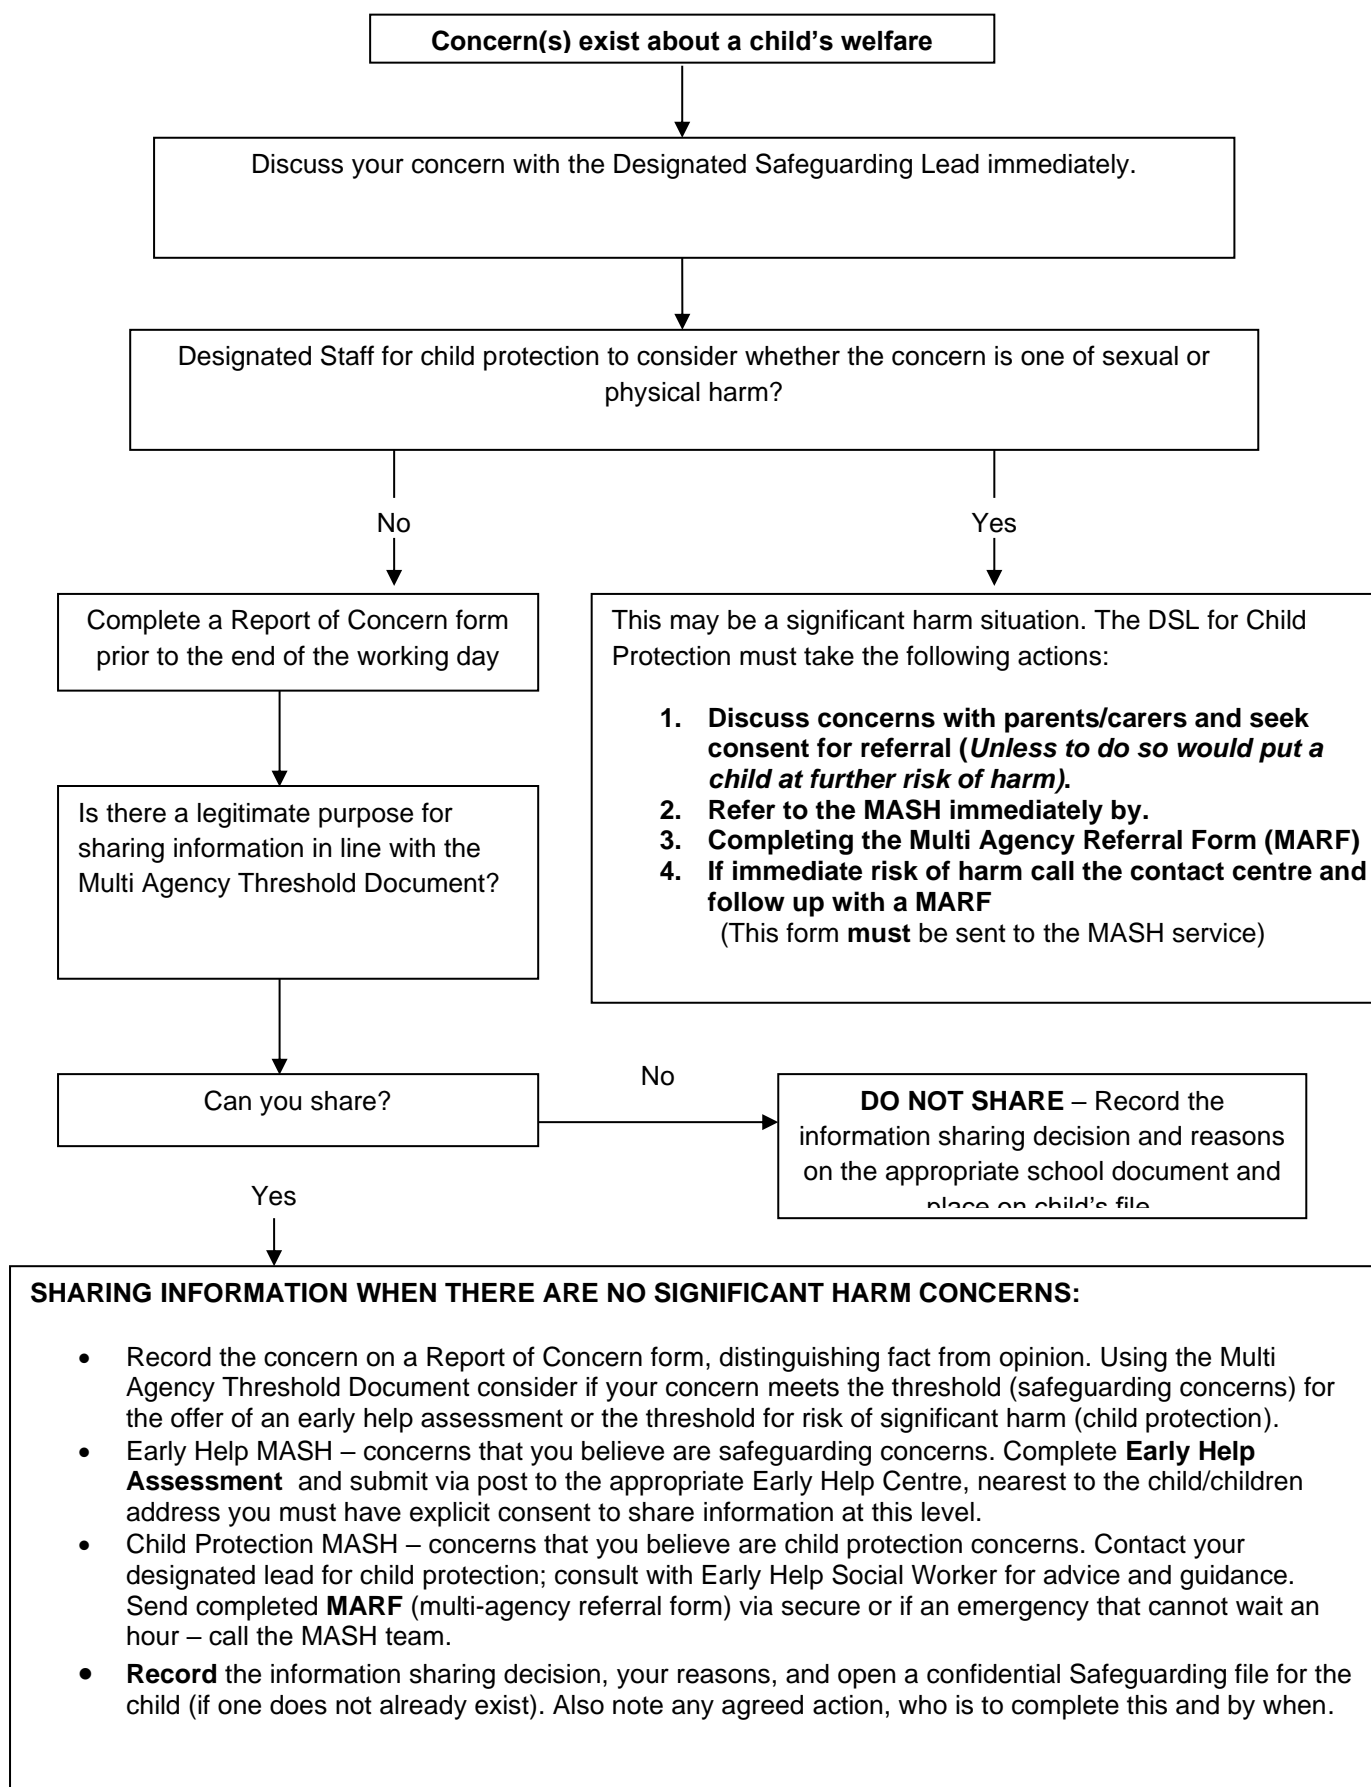 Concern(s) exist about a child's welfare
Discuss your concern with the Designated Safeguarding Lead immediately.
Designated Staff for child protection to consider whether the concern is one of sexual or
physical harm?
No
Yes
Complete a Report of Concern form
prior to the end of the working day
This may be a significant harm situation. The DSL for Child
Protection must take the following actions:
1. Discuss concerns with parents/carers and seek
consent for referral (Unless to do so would put a
child at further risk of harm).
2. Refer to the MASH immediately by.
3. Completing the Multi Agency Referral Form (MARF)
4. If immediate risk of harm call the contact centre and
follow up with a MARF
(This form must be sent to the MASH service)
Is there a legitimate purpose for
sharing information in line with the
Multi Agency Threshold Document?
Can you share?
No
DO NOT SHARE – Record the
information sharing decision and reasons
on the appropriate school document and
place on child's file
Yes
SHARING INFORMATION WHEN THERE ARE NO SIGNIFICANT HARM CONCERNS:
• Record the concern on a Report of Concern form, distinguishing fact from opinion. Using the Multi
Agency Threshold Document consider if your concern meets the threshold (safeguarding concerns) for
the offer of an early help assessment or the threshold for risk of significant harm (child protection).
• Early Help MASH – concerns that you believe are safeguarding concerns. Complete Early Help
Assessment and submit via post to the appropriate Early Help Centre, nearest to the child/children
address you must have explicit consent to share information at this level.
• Child Protection MASH – concerns that you believe are child protection concerns. Contact your
designated lead for child protection; consult with Early Help Social Worker for advice and guidance.
Send completed MARF (multi-agency referral form) via secure or if an emergency that cannot wait an
hour – call the MASH team.
• Record the information sharing decision, your reasons, and open a confidential Safeguarding file for the
child (if one does not already exist). Also note any agreed action, who is to complete this and by when.